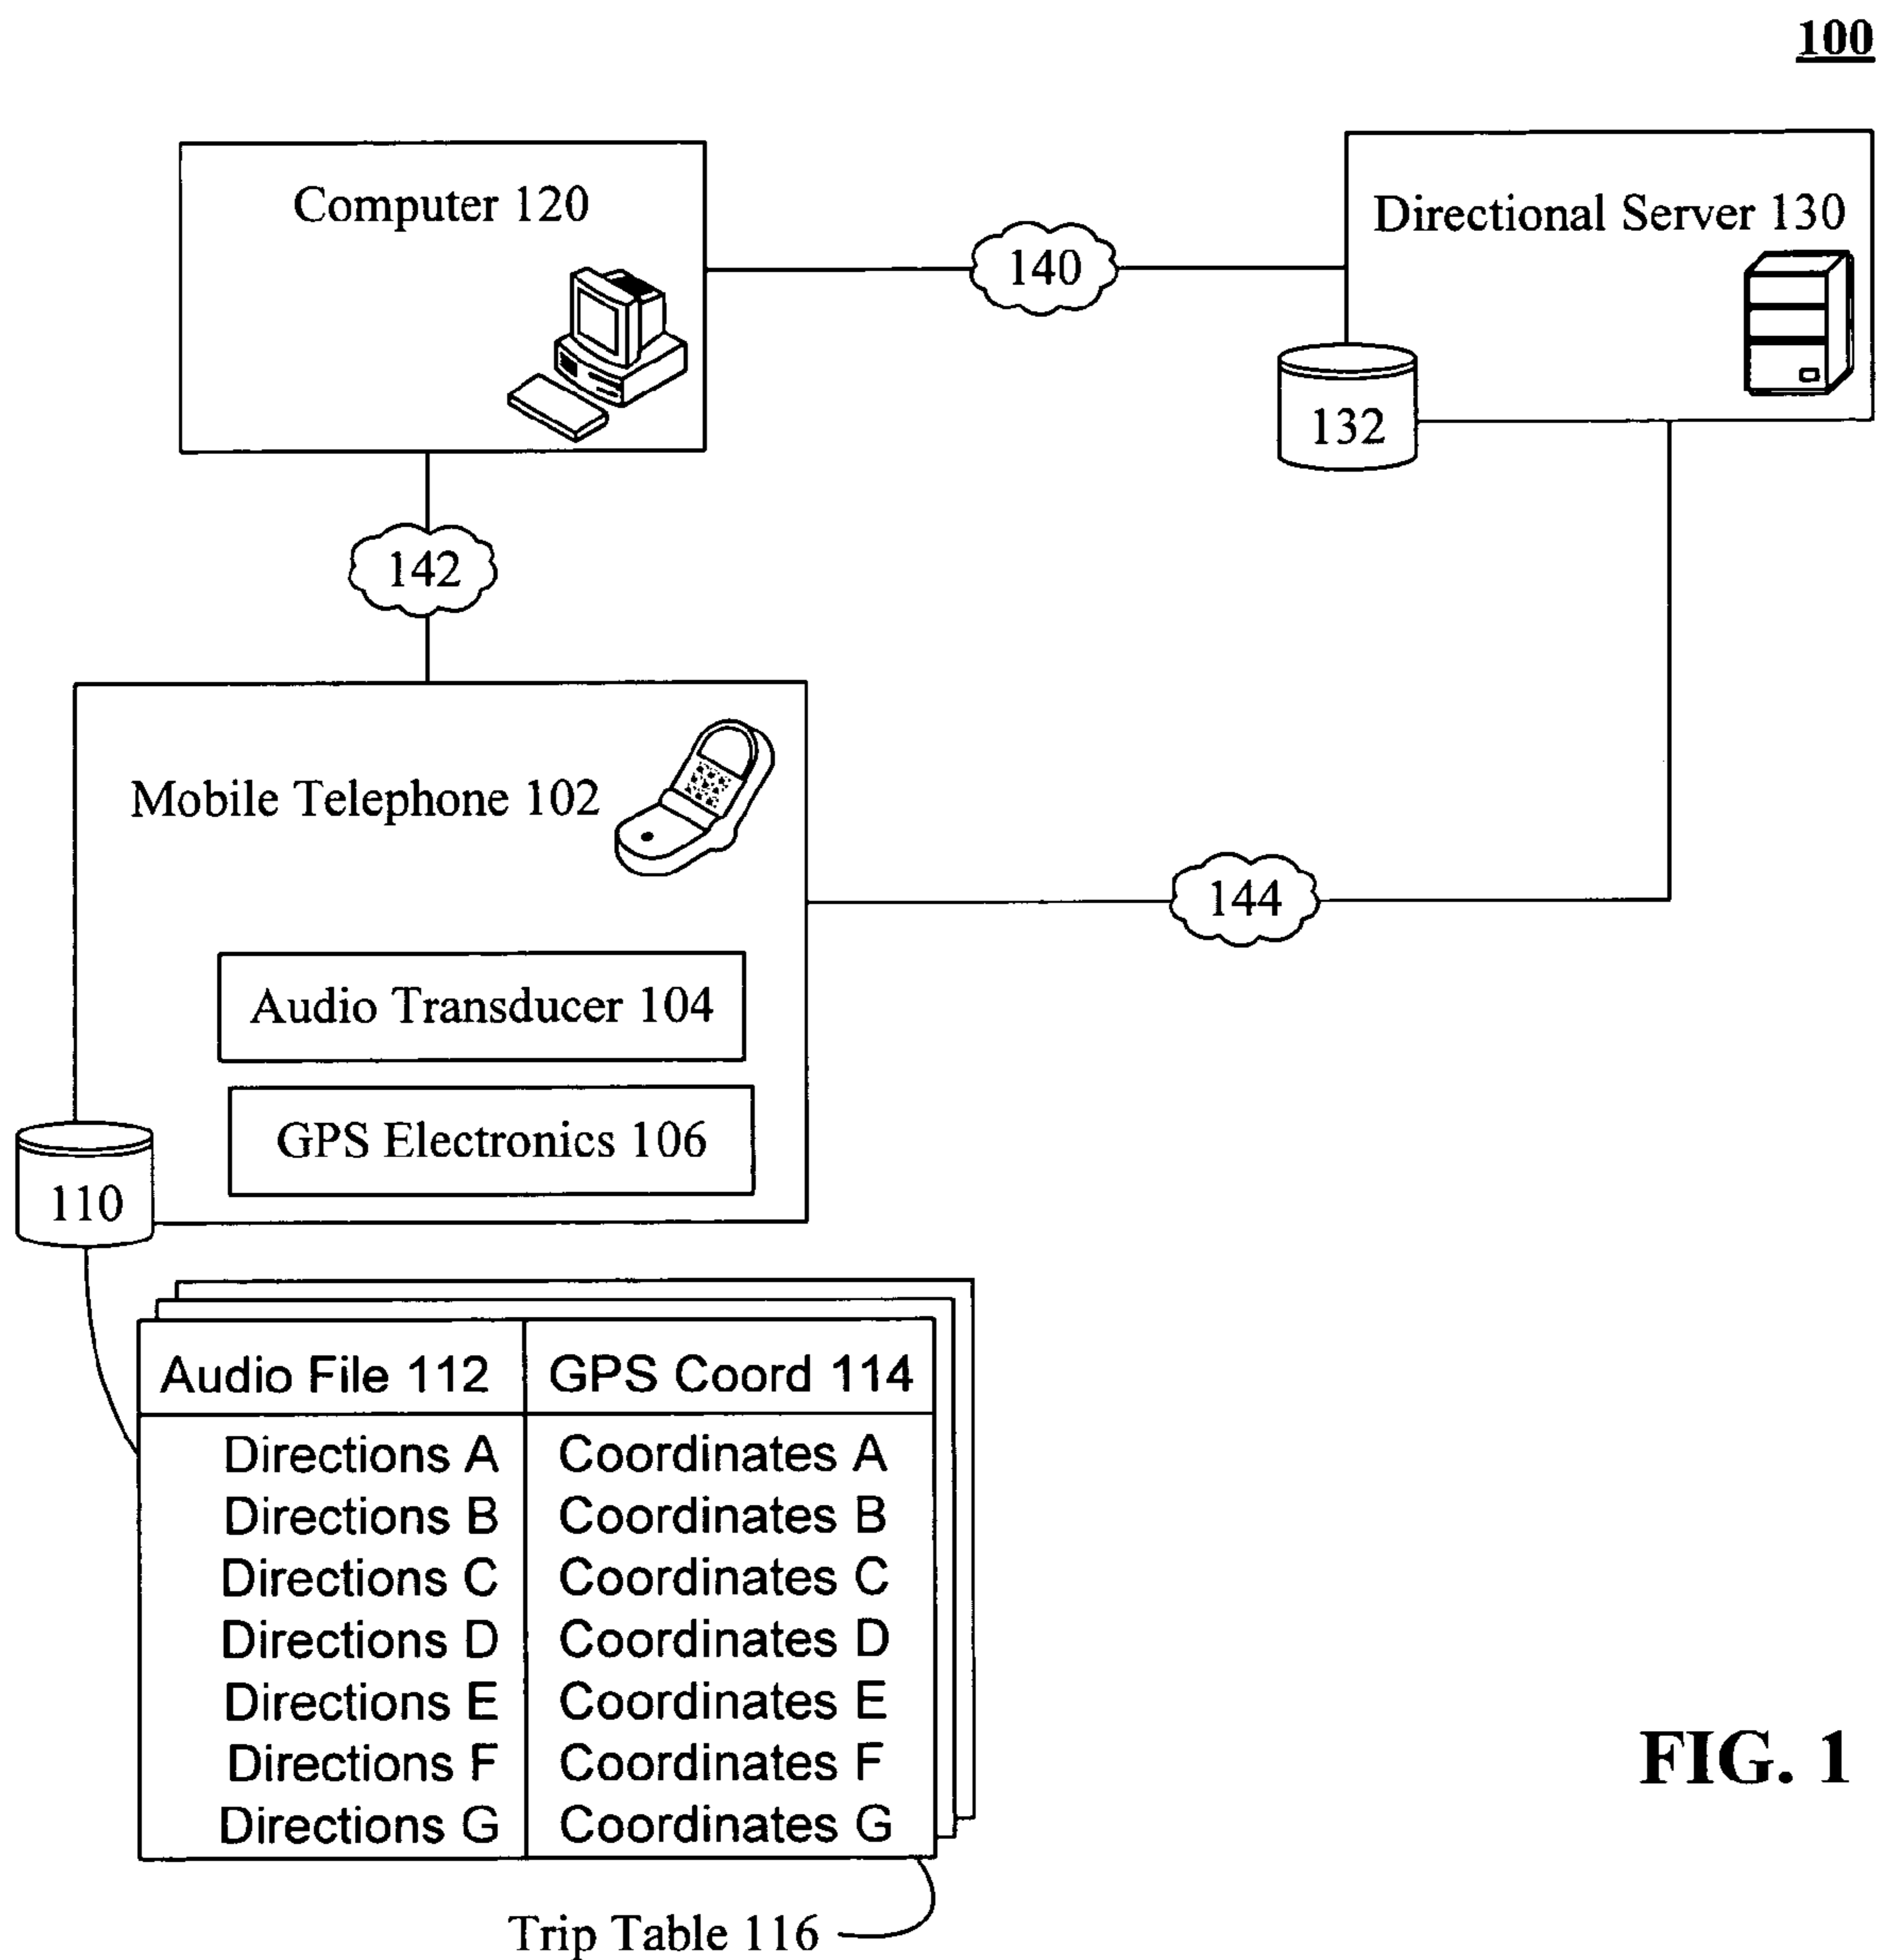 100
Computer 120
Directional Server 130
140
132
142
Mobile Telephone 102
144
Audio Transducer 104
GPS Electronics 106
110
Audio File 112 GPS Coord 114
Directions A Coordinates A
Directions B Coordinates B
Directions C Coordinates C
Directions D Coordinates D
Directions E Coordinates E
Directions F Coordinates F
Directions G Coordinates G
FIG. 1
Trip Table 116